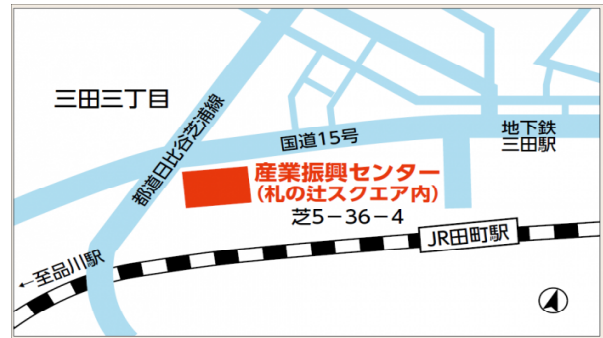 三田三丁目
都道日比谷芝浦線
国道15号
地下鉄
三田駅
産業振興センター
(札の辻スクエア内)
芝5-36-4
JR田町駅
←至品川駅